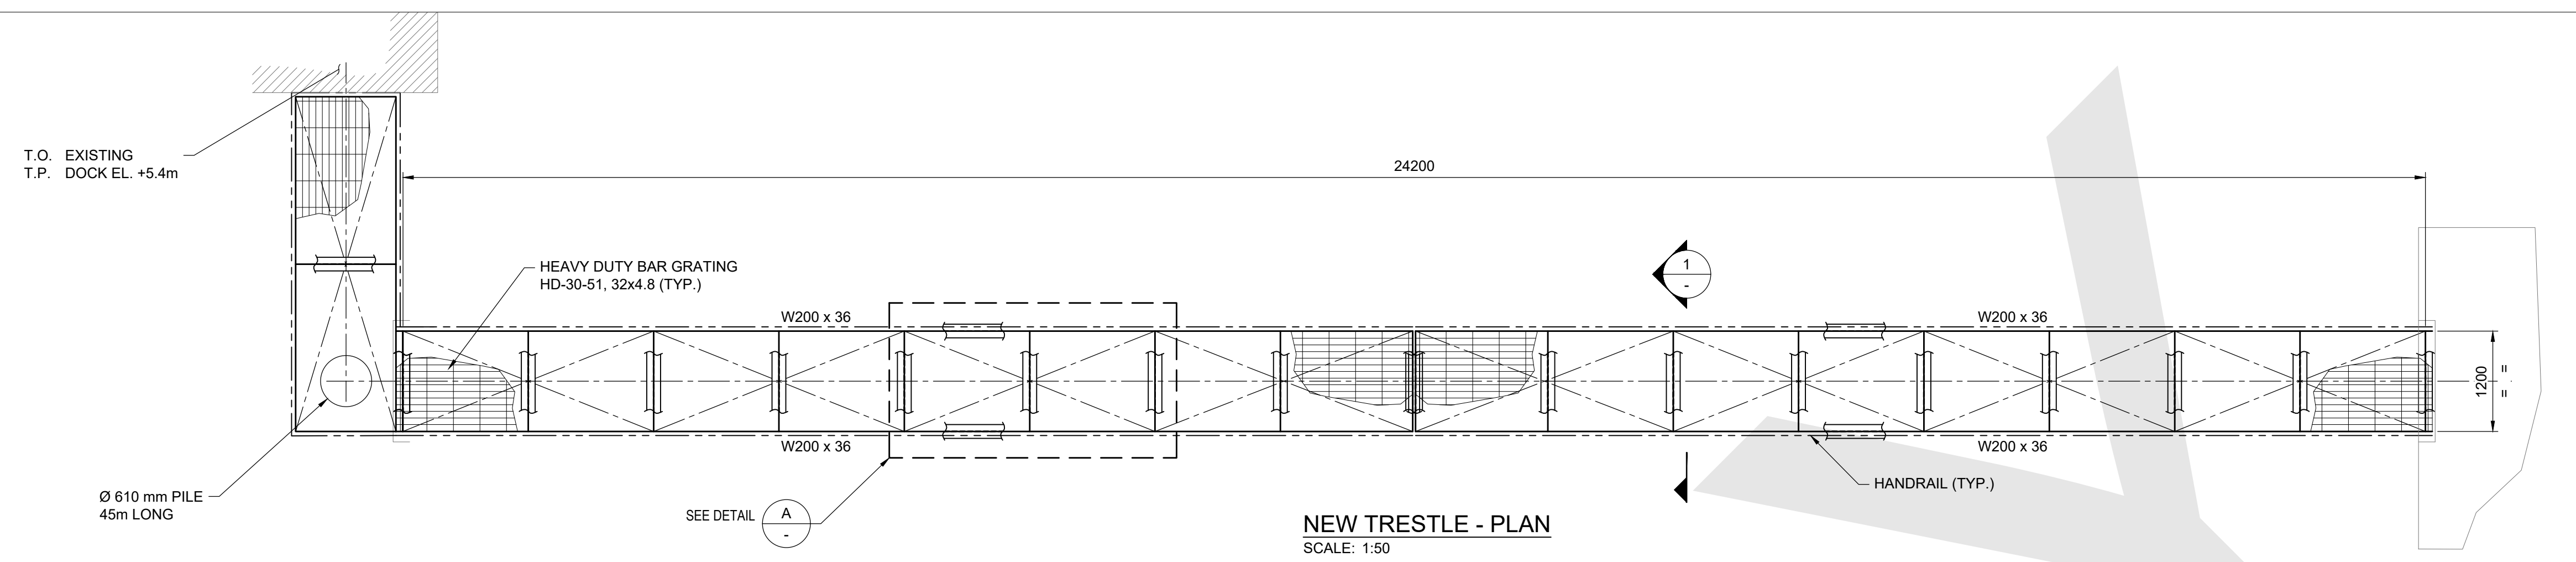 T.O. EXISTING
T.P. DOCK EL. +5.4m
24200
HEAVY DUTY BAR GRATING
HD-30-51, 32x4.8 (TYP.)
1
-
W200 x 36
W200 x 36
1200
=
=
W200 x 36
W200 x 36
HANDRAIL (TYP.)
Ø 610 mm PILE
45m LONG
SEE DETAIL
A
-
NEW TRESTLE - PLAN
SCALE: 1:50